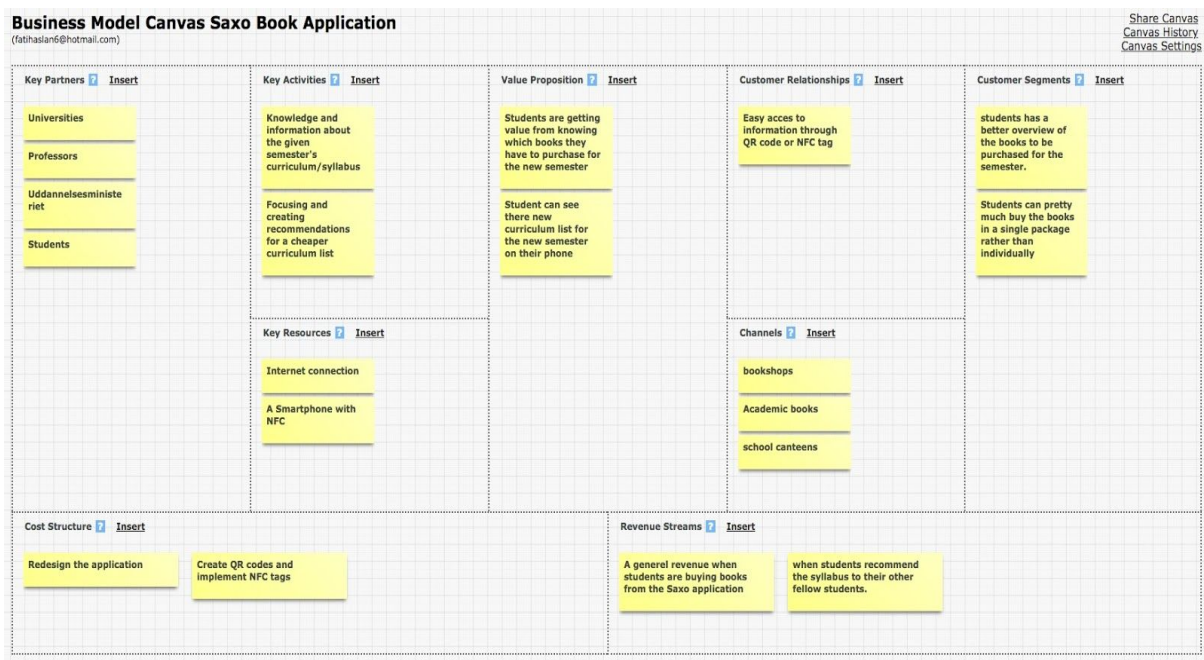 Business Model Canvas Saxo Book Application
(fatihaslan6@hotmail.com)
Share Canvas
Canvas History
Canvas Settings
Key Partners ? Insert
Universities
Professors
Uddannelsesministe
riet
Students
Key Activities ? Insert
Knowledge and
information about
the given
semester's
curriculum/syllabus
Focusing and
creating
recommendations
for a cheaper
curriculum list
Key Resources ? Insert
Internet connection
A Smartphone with
NFC
Value Proposition ? Insert
Students are getting
value from knowing
which books they
have to purchase for
the new semester
Student can see
there new
curriculum list for
the new semester
on their phone
Customer Relationships ? Insert
Easy acces to
information through
QR code or NFC tag
Channels ? Insert
bookshops
Academic books
school canteens
Customer Segments ? Insert
students has a
better overview of
the books to be
purchased for the
semester.
Students can pretty
much buy the books
in a single package
rather than
individually
Cost Structure ? Insert
Redesign the application
Create QR codes and
implement NFC tags
Revenue Streams ? Insert
A generel revenue when
students are buying books
from the Saxo application
when students recommend
the syllabus to their other
fellow students.